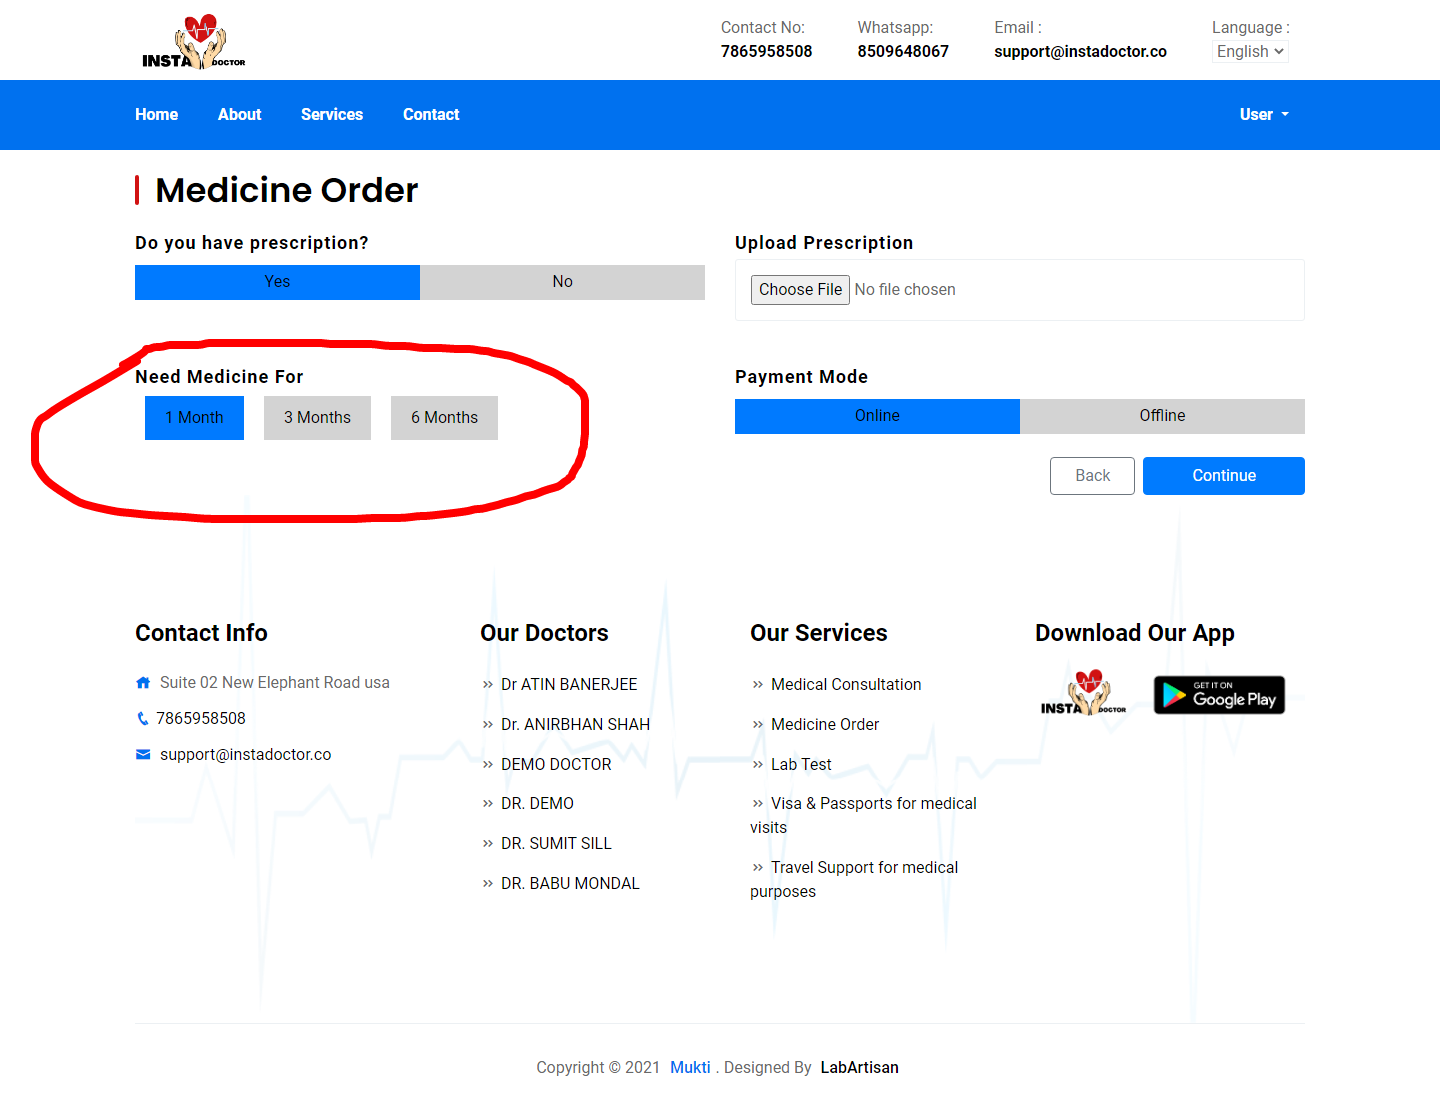 INSTA DOCTOR
Contact No:
7865958508
Whatsapp:
8509648067
Email :
support@instadoctor.co
Language :
English
Home About Services Contact User
Medicine Order
Do you have prescription?
Yes No
Upload Prescription
Choose File No file chosen
Need Medicine For
1 Month 3 Months 6 Months
Payment Mode
Online Offline
Back Continue
Contact Info
Suite 02 New Elephant Road usa
7865958508
support@instadoctor.co
Our Doctors
Dr ATIN BANERJEE
Dr. ANIRBHAN SHAH
DEMO DOCTOR
DR. DEMO
DR. SUMIT SILL
DR. BABU MONDAL
Our Services
Medical Consultation
Medicine Order
Lab Test
Visa & Passports for medical
visits
Travel Support for medical
purposes
Download Our App
INSTA DOCTOR
GET IT ON
Google Play
Copyright © 2021 Mukti . Designed By LabArtisan